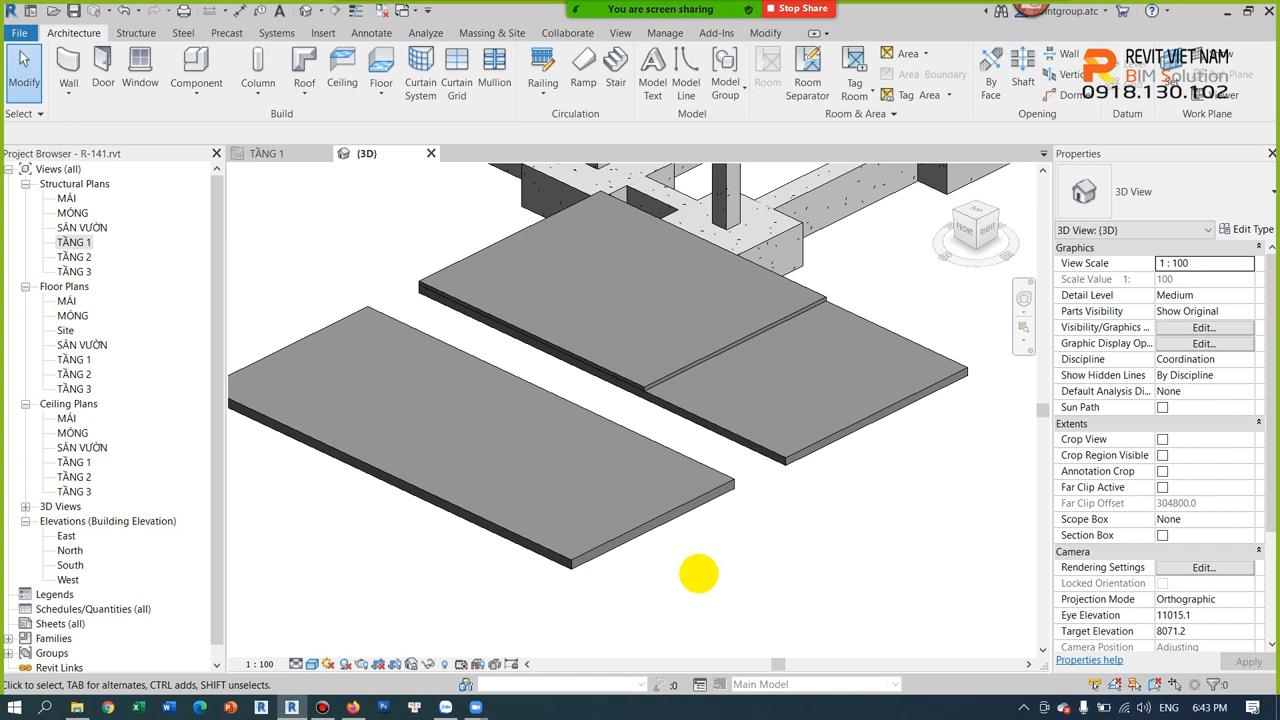 You are screen sharing
Stop Share
pointgroup.atc
File
Architecture
Structure
Steel
Precast
Systems
Insert
Annotate
Analyze
Massing & Site
Collaborate
View
Manage
Add-Ins
Modify
Modify
Wall
Door
Window
Component
Column
Roof
Ceiling
Floor
Curtain System
Curtain Grid
Mullion
Railing
Ramp
Stair
Model Text
Model Line
Model Group
Room
Room Separator
Tag Room
Area
Area Boundary
Tag Area
By Face
Shaft
Wall
REVIT VIET NAM
BIM Solution
0918.130.102
Select
Build
Circulation
Model
Room & Area
Opening
Datum
Work Plane
Project Browser - R-141.rvt
TẦNG 1
{3D}
Properties
Views (all)
Structural Plans
MÁI
MÓNG
SÂN VƯỜN
TẦNG 1
TẦNG 2
TẦNG 3
Floor Plans
MÁI
MÓNG
Site
SÂN VƯỜN
TẦNG 1
TẦNG 2
TẦNG 3
Ceiling Plans
MÁI
MÓNG
SÂN VƯỜN
TẦNG 1
TẦNG 2
TẦNG 3
3D Views
Elevations (Building Elevation)
East
North
South
West
Legends
Schedules/Quantities (all)
Sheets (all)
Families
Groups
Revit Links
TOP
FRONT
RIGHT
3D View
3D View: {3D}
Edit Type
Graphics
View Scale 1 : 100
Scale Value 1: 100
Detail Level Medium
Parts Visibility Show Original
Visibility/Graphics ... Edit...
Graphic Display Op... Edit...
Discipline Coordination
Show Hidden Lines By Discipline
Default Analysis Di... None
Sun Path
Extents
Crop View
Crop Region Visible
Annotation Crop
Far Clip Active
Far Clip Offset 304800.0
Scope Box None
Section Box
Camera
Rendering Settings Edit...
Locked Orientation
Projection Mode Orthographic
Eye Elevation 11015.1
Target Elevation 8071.2
Camera Position Adjusting
Properties help
Apply
1 : 100
Click to select, TAB for alternates, CTRL adds, SHIFT unselects.
:0
Main Model
:0
ENG
6:43 PM